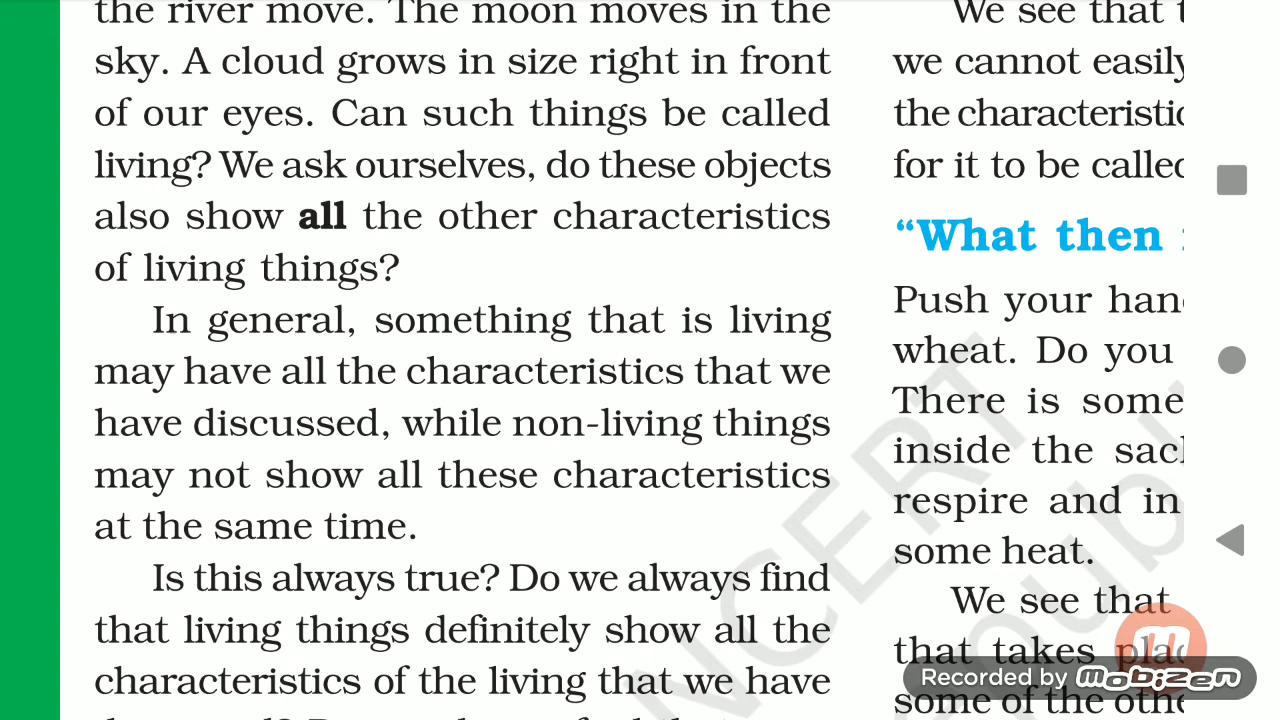 the river move. The moon moves in the
sky. A cloud grows in size right in front
of our eyes. Can such things be called
living? We ask ourselves, do these objects
also show all the other characteristics
of living things?
In general, something that is living
may have all the characteristics that we
have discussed, while non-living things
may not show all these characteristics
at the same time.
Is this always true? Do we always find
that living things definitely show all the
characteristics of the living that we have
We see that
we cannot easily
the characteristic
for it to be called
"What then
Push your hand
wheat. Do you
There is some
inside the sac
respire and in
some heat.
We see that
that takes
some of the
NCERT
Recorded by mobizen